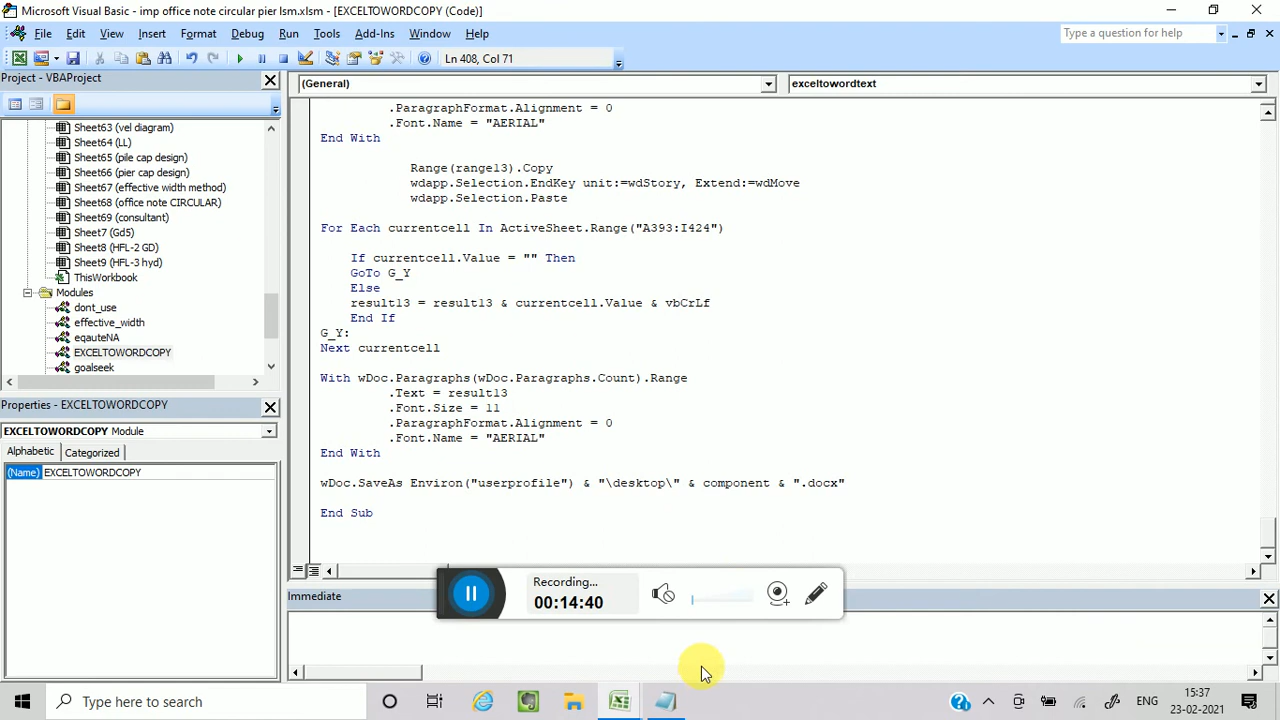 Microsoft Visual Basic - imp office note circular pier lsm.xlsm - [EXCELTOWORDCOPY (Code)]
File Edit View Insert Format Debug Run Tools Add-Ins Window Help
Type a question for help
Ln 408, Col 71
Project - VBAProject
Sheet63 (vel diagram)
Sheet64 (LL)
Sheet65 (pile cap design)
Sheet66 (pier cap design)
Sheet67 (effective width method)
Sheet68 (office note CIRCULAR)
Sheet69 (consultant)
Sheet7 (Gd5)
Sheet8 (HFL-2 GD)
Sheet9 (HFL-3 hyd)
ThisWorkbook
Modules
dont_use
effective_width
eqauteNA
EXCELTOWORDCOPY
goalseek
Properties - EXCELTOWORDCOPY
EXCELTOWORDCOPY Module
Alphabetic Categorized
(Name) EXCELTOWORDCOPY
(General)
exceltowordtext
.ParagraphFormat.Alignment = 0
.Font.Name = "AERIAL"
End With
Range(range13).Copy
wdapp.Selection.EndKey unit:=wdStory, Extend:=wdMove
wdapp.Selection.Paste
For Each currentcell In ActiveSheet.Range("A393:I424")
If currentcell.Value = "" Then
GoTo G_Y
Else
result13 = result13 & currentcell.Value & vbCrLf
End If
G_Y:
Next currentcell
With wDoc.Paragraphs(wDoc.Paragraphs.Count).Range
.Text = result13
.Font.Size = 11
.ParagraphFormat.Alignment = 0
.Font.Name = "AERIAL"
End With
wDoc.SaveAs Environ("userprofile") & "\desktop\" & component & ".docx"
End Sub
Recording...
00:14:40
Immediate
Type here to search
ENG
15:37
23-02-2021